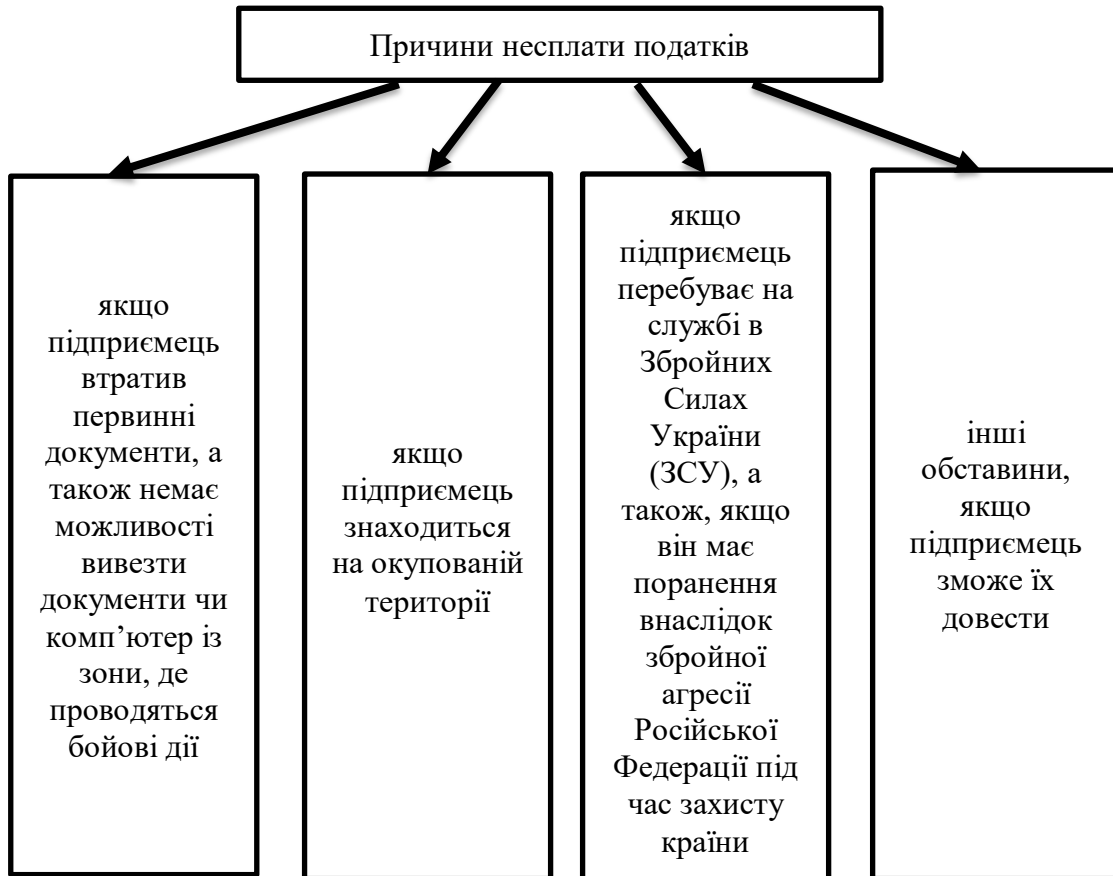 Причини несплати податків
якщо
підприємець
втратив
первинні
документи, а
також немає
можливості
вивезти
документи чи
комп’ютер із
зони, де
проводяться
бойові дії
якщо
підприємець
знаходиться
на окупованій
території
якщо
підприємець
перебуває на
службі в
Збройних
Силах
України
(ЗСУ), а
також, якщо
він має
поранення
внаслідок
збройної
агресії
Російської
Федерації під
час захисту
країни
інші
обставини,
якщо
підприємець
зможе їх
довести